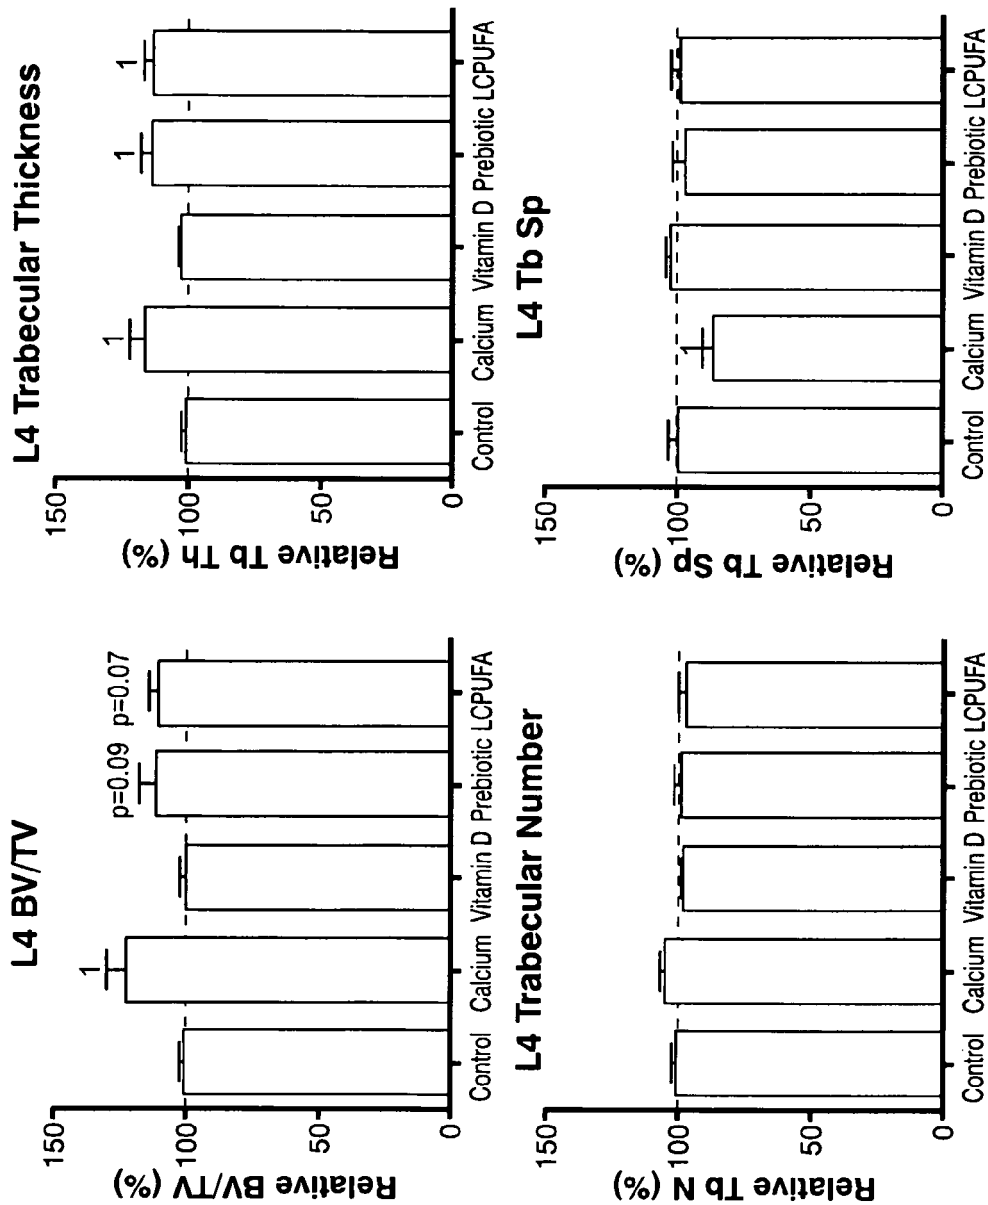 L4 BV/TV
Relative BV/TV (%)
150
100
50
0
1
p=0.09
p=0.07
Control Calcium Vitamin D Prebiotic LCPUFA
L4 Trabecular Thickness
Relative Tb Th (%)
150
100
50
0
1
1
1
Control Calcium Vitamin D Prebiotic LCPUFA
L4 Trabecular Number
Relative Tb N (%)
150
100
50
0
Control Calcium Vitamin D Prebiotic LCPUFA
L4 Tb Sp
Relative Tb Sp (%)
150
100
50
0
1
Control Calcium Vitamin D Prebiotic LCPUFA